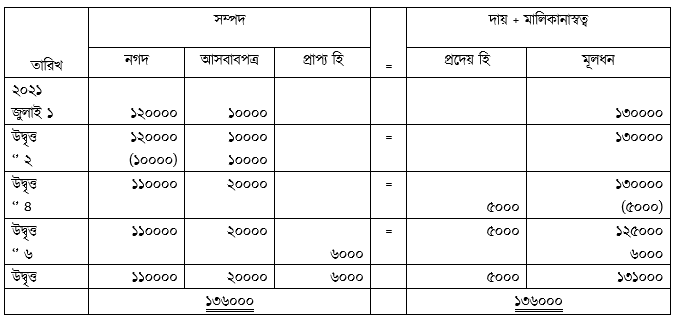 সম্পদ দায় + মালিকানাস্বত্ব
তারিখ নগদ আসবাবপত্র প্রাপ্য হি = প্রদেয় হি মূলধন
২০২১
জুলাই ১ ১২০০০০ ১০০০০ ১৩০০০০
উদ্বৃত্ত ১২০০০০ ১০০০০ = ১৩০০০০
“ ২ (১০০০০) ১০০০০
উদ্বৃত্ত ১১০০০০ ২০০০০ = ১৩০০০০
“ ৪ ৫০০০ (৫০০০)
উদ্বৃত্ত ১১০০০০ ২০০০০ = ৫০০০ ১২৫০০০
“ ৬ ৬০০০ ৬০০০
উদ্বৃত্ত ১১০০০০ ২০০০০ ৬০০০ ৫০০০ ১৩১০০০
১৩৬০০০ ১৩৬০০০